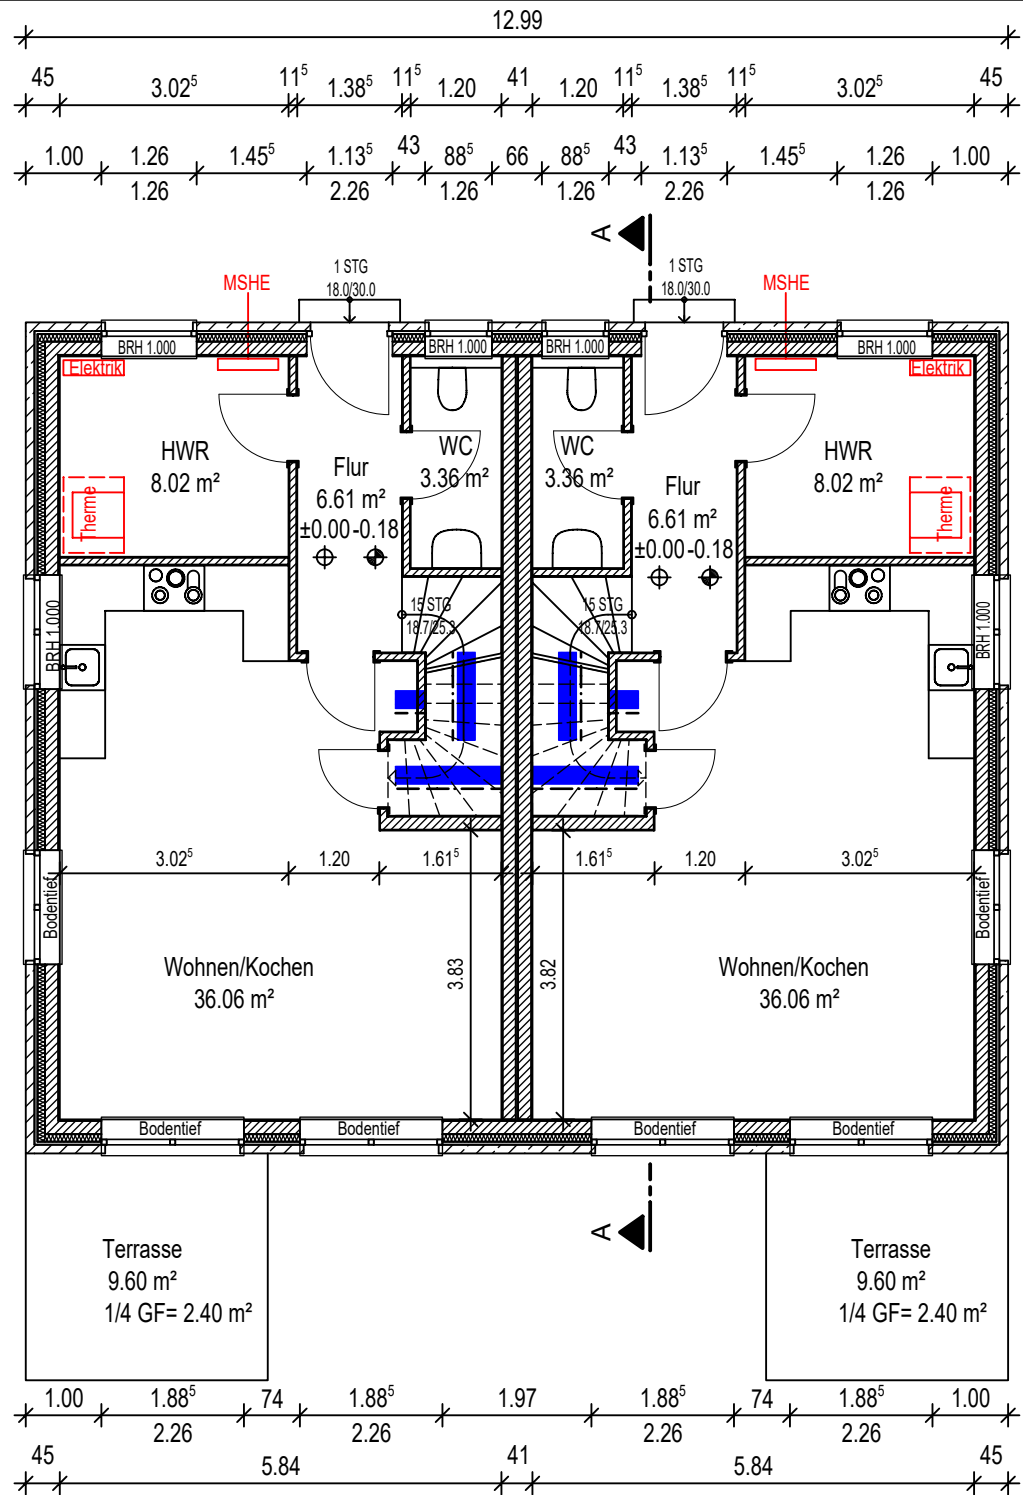 12.99
45 3.02⁵ 11⁵ 1.38⁵ 11⁵ 1.20 41 1.20 11⁵ 1.38⁵ 11⁵ 3.02⁵ 45
1.00 1.26 1.45⁵ 1.13⁵ 43 88⁵ 66 88⁵ 43 1.13⁵ 1.45⁵ 1.26 1.00
1.26 2.26 1.26 1.26 2.26 1.26
A
MSHE
1 STG
18.0/30.0
1 STG
18.0/30.0
MSHE
BRH 1.000
BRH 1.000
BRH 1.000
BRH 1.000
Elektrik
Elektrik
HWR
8.02 m²
Flur
6.61 m²
±0.00 -0.18
WC
3.36 m²
WC
3.36 m²
Flur
6.61 m²
±0.00 -0.18
HWR
8.02 m²
Therme
Therme
15 STG
18.7/25.3
15 STG
18.7/25.3
BRH 1.000
BRH 1.000
3.02⁵ 1.20 1.61⁵ 1.61⁵ 1.20 3.02⁵
Bodentief
Bodentief
3.83
3.82
Wohnen/Kochen
36.06 m²
Wohnen/Kochen
36.06 m²
Bodentief
Bodentief
Bodentief
Bodentief
A
Terrasse
9.60 m²
1/4 GF= 2.40 m²
Terrasse
9.60 m²
1/4 GF= 2.40 m²
1.00 1.88⁵ 74 1.88⁵ 1.97 1.88⁵ 74 1.88⁵ 1.00
2.26 2.26 2.26 2.26
45 5.84 41 5.84 45